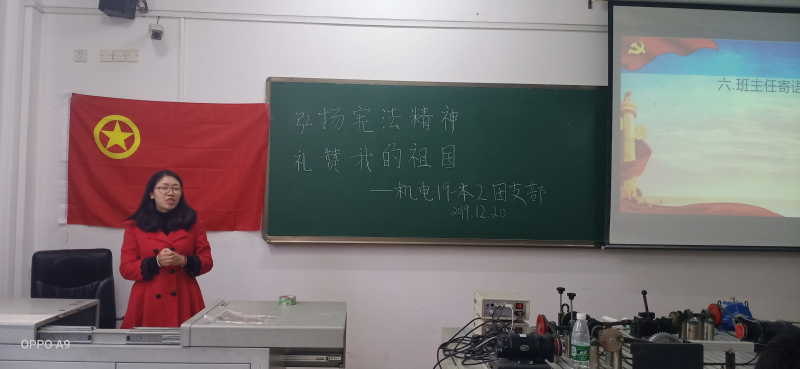 弘扬宪法精神
礼赞我的祖国
——机电19本2团支部
2019.12.20
六.班主任寄语
OPPO A9